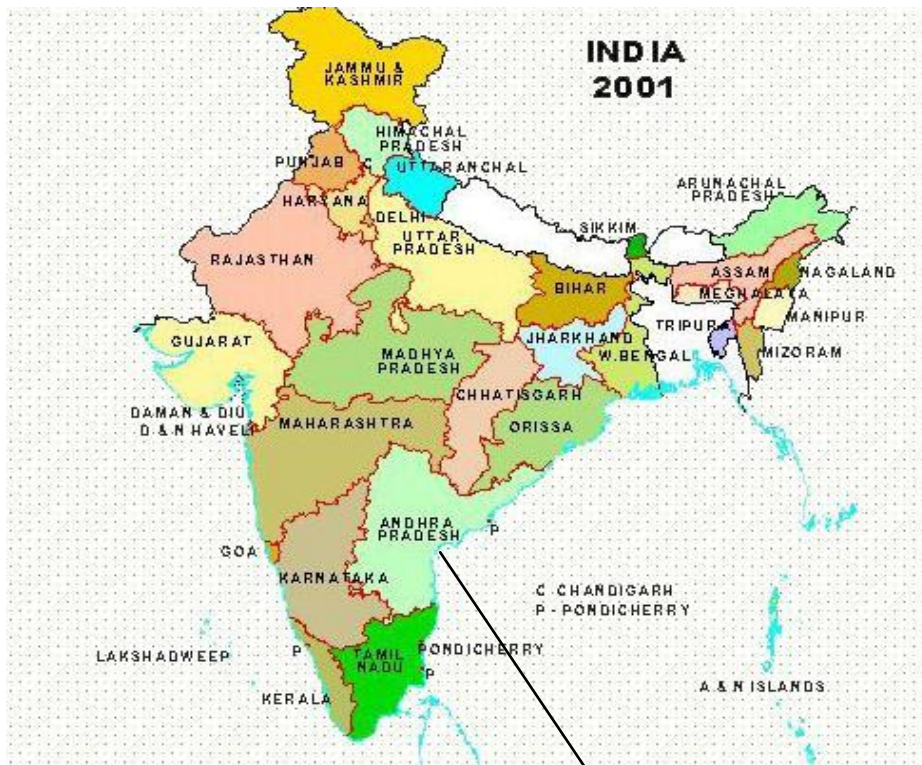 INDIA
2001
JAMMU &
KASHMIR
HIMACHAL
PRADESH
PUNJAB
C
UTTARANCHAL
ARUNACHAL
PRADESH
HARSANA
DELHI
UTTAR
PRADESH
SIKKIM
RAJASTHAN
ASSAM
NAGALAND
BIHAR
MEGHALAYA
MANIPUR
TRIPURA
GUJARAT
JHARKHAND
W.BENGAL
MIZORAM
MADHYA
PRADESH
CHHATISGARH
DAMAN & DIU
D & N HAVELI
MAHARASHTRA
ORISSA
ANDHRA
PRADESH
P
GOA
KARNATAKA
C - CHANDIGARH
P - PONDICHERRY
LAKSHADWEEP
P
TAMIL
NADU
PONDICHERRY
P
KERALA
A & N ISLANDS